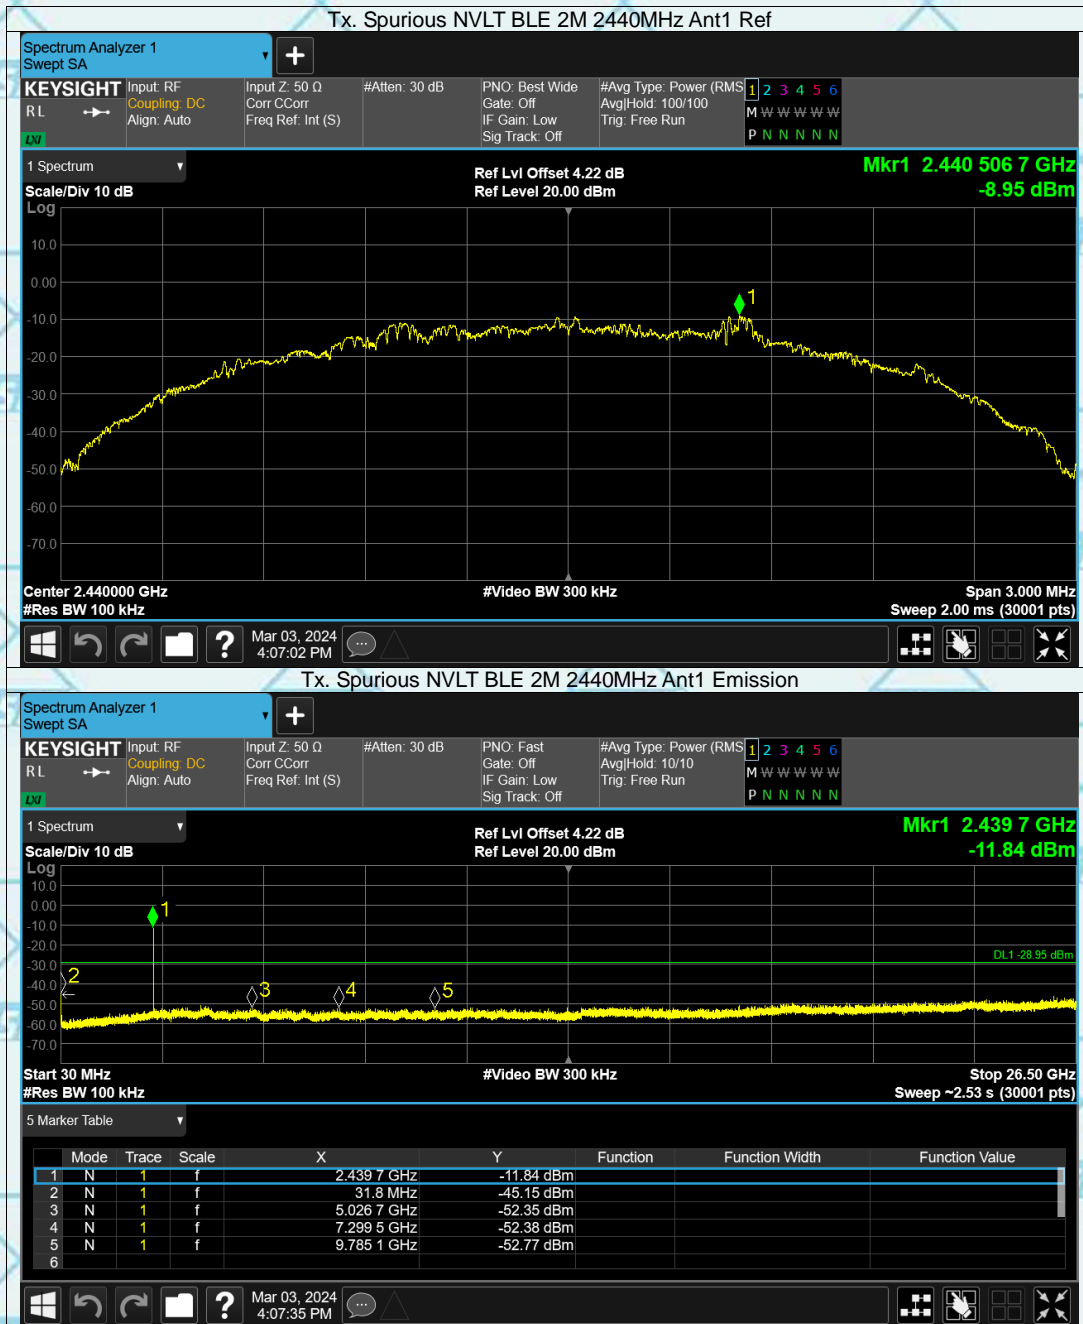 Tx. Spurious NVLT BLE 2M 2440MHz Ant1 Ref
Spectrum Analyzer 1
Swept SA
+
KEYSIGHT Input: RF Input Z: 50 Ω #Atten: 30 dB PNO: Best Wide #Avg Type: Power (RMS 1 2 3 4 5 6
R L Coupling: DC Corr CCorr Gate: Off Avg|Hold: 100/100 M W W W W W
Align: Auto Freq Ref: Int (S) IF Gain: Low Trig: Free Run
LXI Sig Track: Off P N N N N N
1 Spectrum Ref Lvl Offset 4.22 dB Mkr1 2.440 506 7 GHz
Scale/Div 10 dB Ref Level 20.00 dBm -8.95 dBm
Log
10.0
0.00
1
-10.0
-20.0
-30.0
-40.0
-50.0
-60.0
-70.0
Center 2.440000 GHz #Video BW 300 kHz Span 3.000 MHz
#Res BW 100 kHz Sweep 2.00 ms (30001 pts)
? Mar 03, 2024
4:07:02 PM
Tx. Spurious NVLT BLE 2M 2440MHz Ant1 Emission
Spectrum Analyzer 1
Swept SA
+
KEYSIGHT Input: RF Input Z: 50 Ω #Atten: 30 dB PNO: Fast #Avg Type: Power (RMS 1 2 3 4 5 6
R L Coupling: DC Corr CCorr Gate: Off Avg|Hold: 10/10 M W W W W W
Align: Auto Freq Ref: Int (S) IF Gain: Low Trig: Free Run
LXI Sig Track: Off P N N N N N
1 Spectrum Ref Lvl Offset 4.22 dB Mkr1 2.439 7 GHz
Scale/Div 10 dB Ref Level 20.00 dBm -11.84 dBm
Log
10.0
0.00 1
-10.0
-20.0
DL1 -28.95 dBm
-30.0
2
-40.0 3 4 5
-50.0
-60.0
-70.0
Start 30 MHz #Video BW 300 kHz Stop 26.50 GHz
#Res BW 100 kHz Sweep ~2.53 s (30001 pts)
5 Marker Table
Mode Trace Scale X Y Function Function Width Function Value
1 N 1 f 2.439 7 GHz -11.84 dBm
2 N 1 f 31.8 MHz -45.15 dBm
3 N 1 f 5.026 7 GHz -52.35 dBm
4 N 1 f 7.299 5 GHz -52.38 dBm
5 N 1 f 9.785 1 GHz -52.77 dBm
6
? Mar 03, 2024
4:07:35 PM